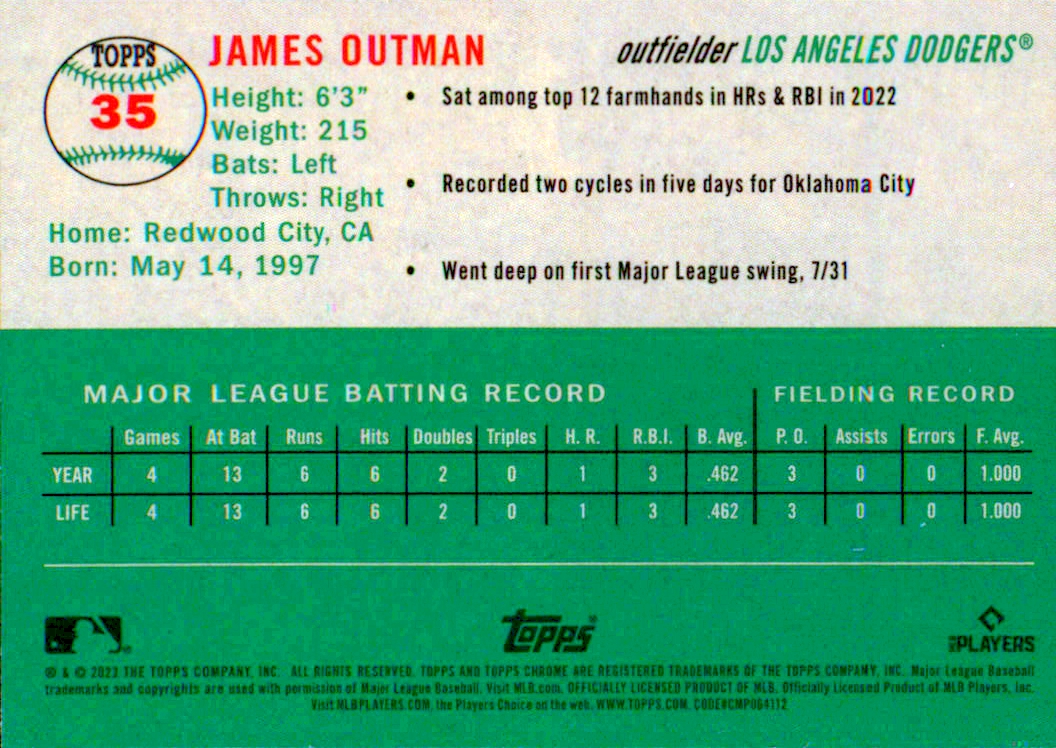 TOPPS
35
JAMES OUTMAN
outfielder LOS ANGELES DODGERS®
Height: 6'3"
Weight: 215
Bats: Left
Throws: Right
Home: Redwood City, CA
Born: May 14, 1997
• Sat among top 12 farmhands in HRs & RBI in 2022
• Recorded two cycles in five days for Oklahoma City
• Went deep on first Major League swing, 7/31
MAJOR LEAGUE BATTING RECORD FIELDING RECORD
Games At Bat Runs Hits Doubles Triples H. R. R.B.I. B. Avg. P. O. Assists Errors F. Avg.
YEAR 4 13 6 6 2 0 1 3 .462 3 0 0 1.000
LIFE 4 13 6 6 2 0 1 3 .462 3 0 0 1.000
topps®
PLAYERS
® & © 2023 THE TOPPS COMPANY, INC. ALL RIGHTS RESERVED. TOPPS AND TOPPS CHROME ARE REGISTERED TRADEMARKS OF THE TOPPS COMPANY, INC. Major League Baseball
trademarks and copyrights are used with permission of Major League Baseball. Visit MLB.com. OFFICIALLY LICENSED PRODUCT OF MLB. Officially Licensed Product of MLB Players, Inc.
Visit MLBPLAYERS.COM, the Players Choice on the web. WWW.TOPPS.COM. CODE#CMP064112